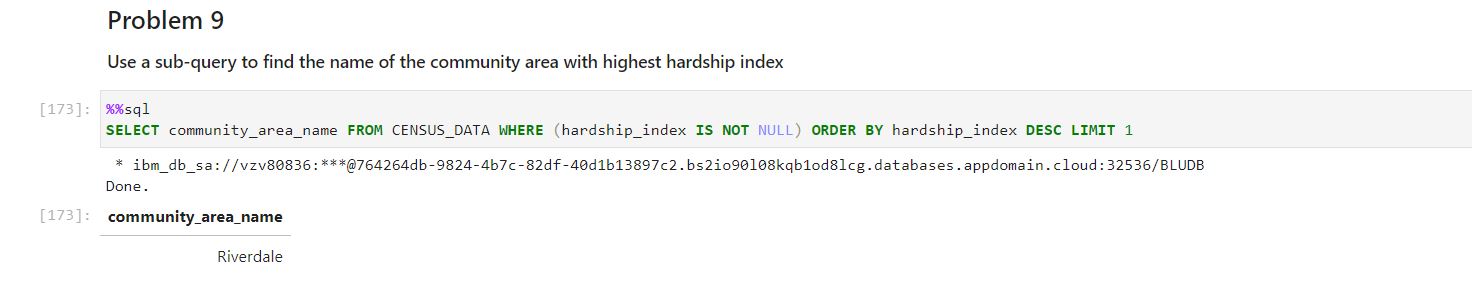 Problem 9
Use a sub-query to find the name of the community area with highest hardship index
[173]: %%sql
SELECT community_area_name FROM CENSUS_DATA WHERE (hardship_index IS NOT NULL) ORDER BY hardship_index DESC LIMIT 1
* ibm_db_sa://vzv80836:***@764264db-9824-4b7c-82df-40d1b13897c2.bs2io90l08kqb1od8lcg.databases.appdomain.cloud:32536/BLUDB
Done.
[173]: community_area_name
Riverdale